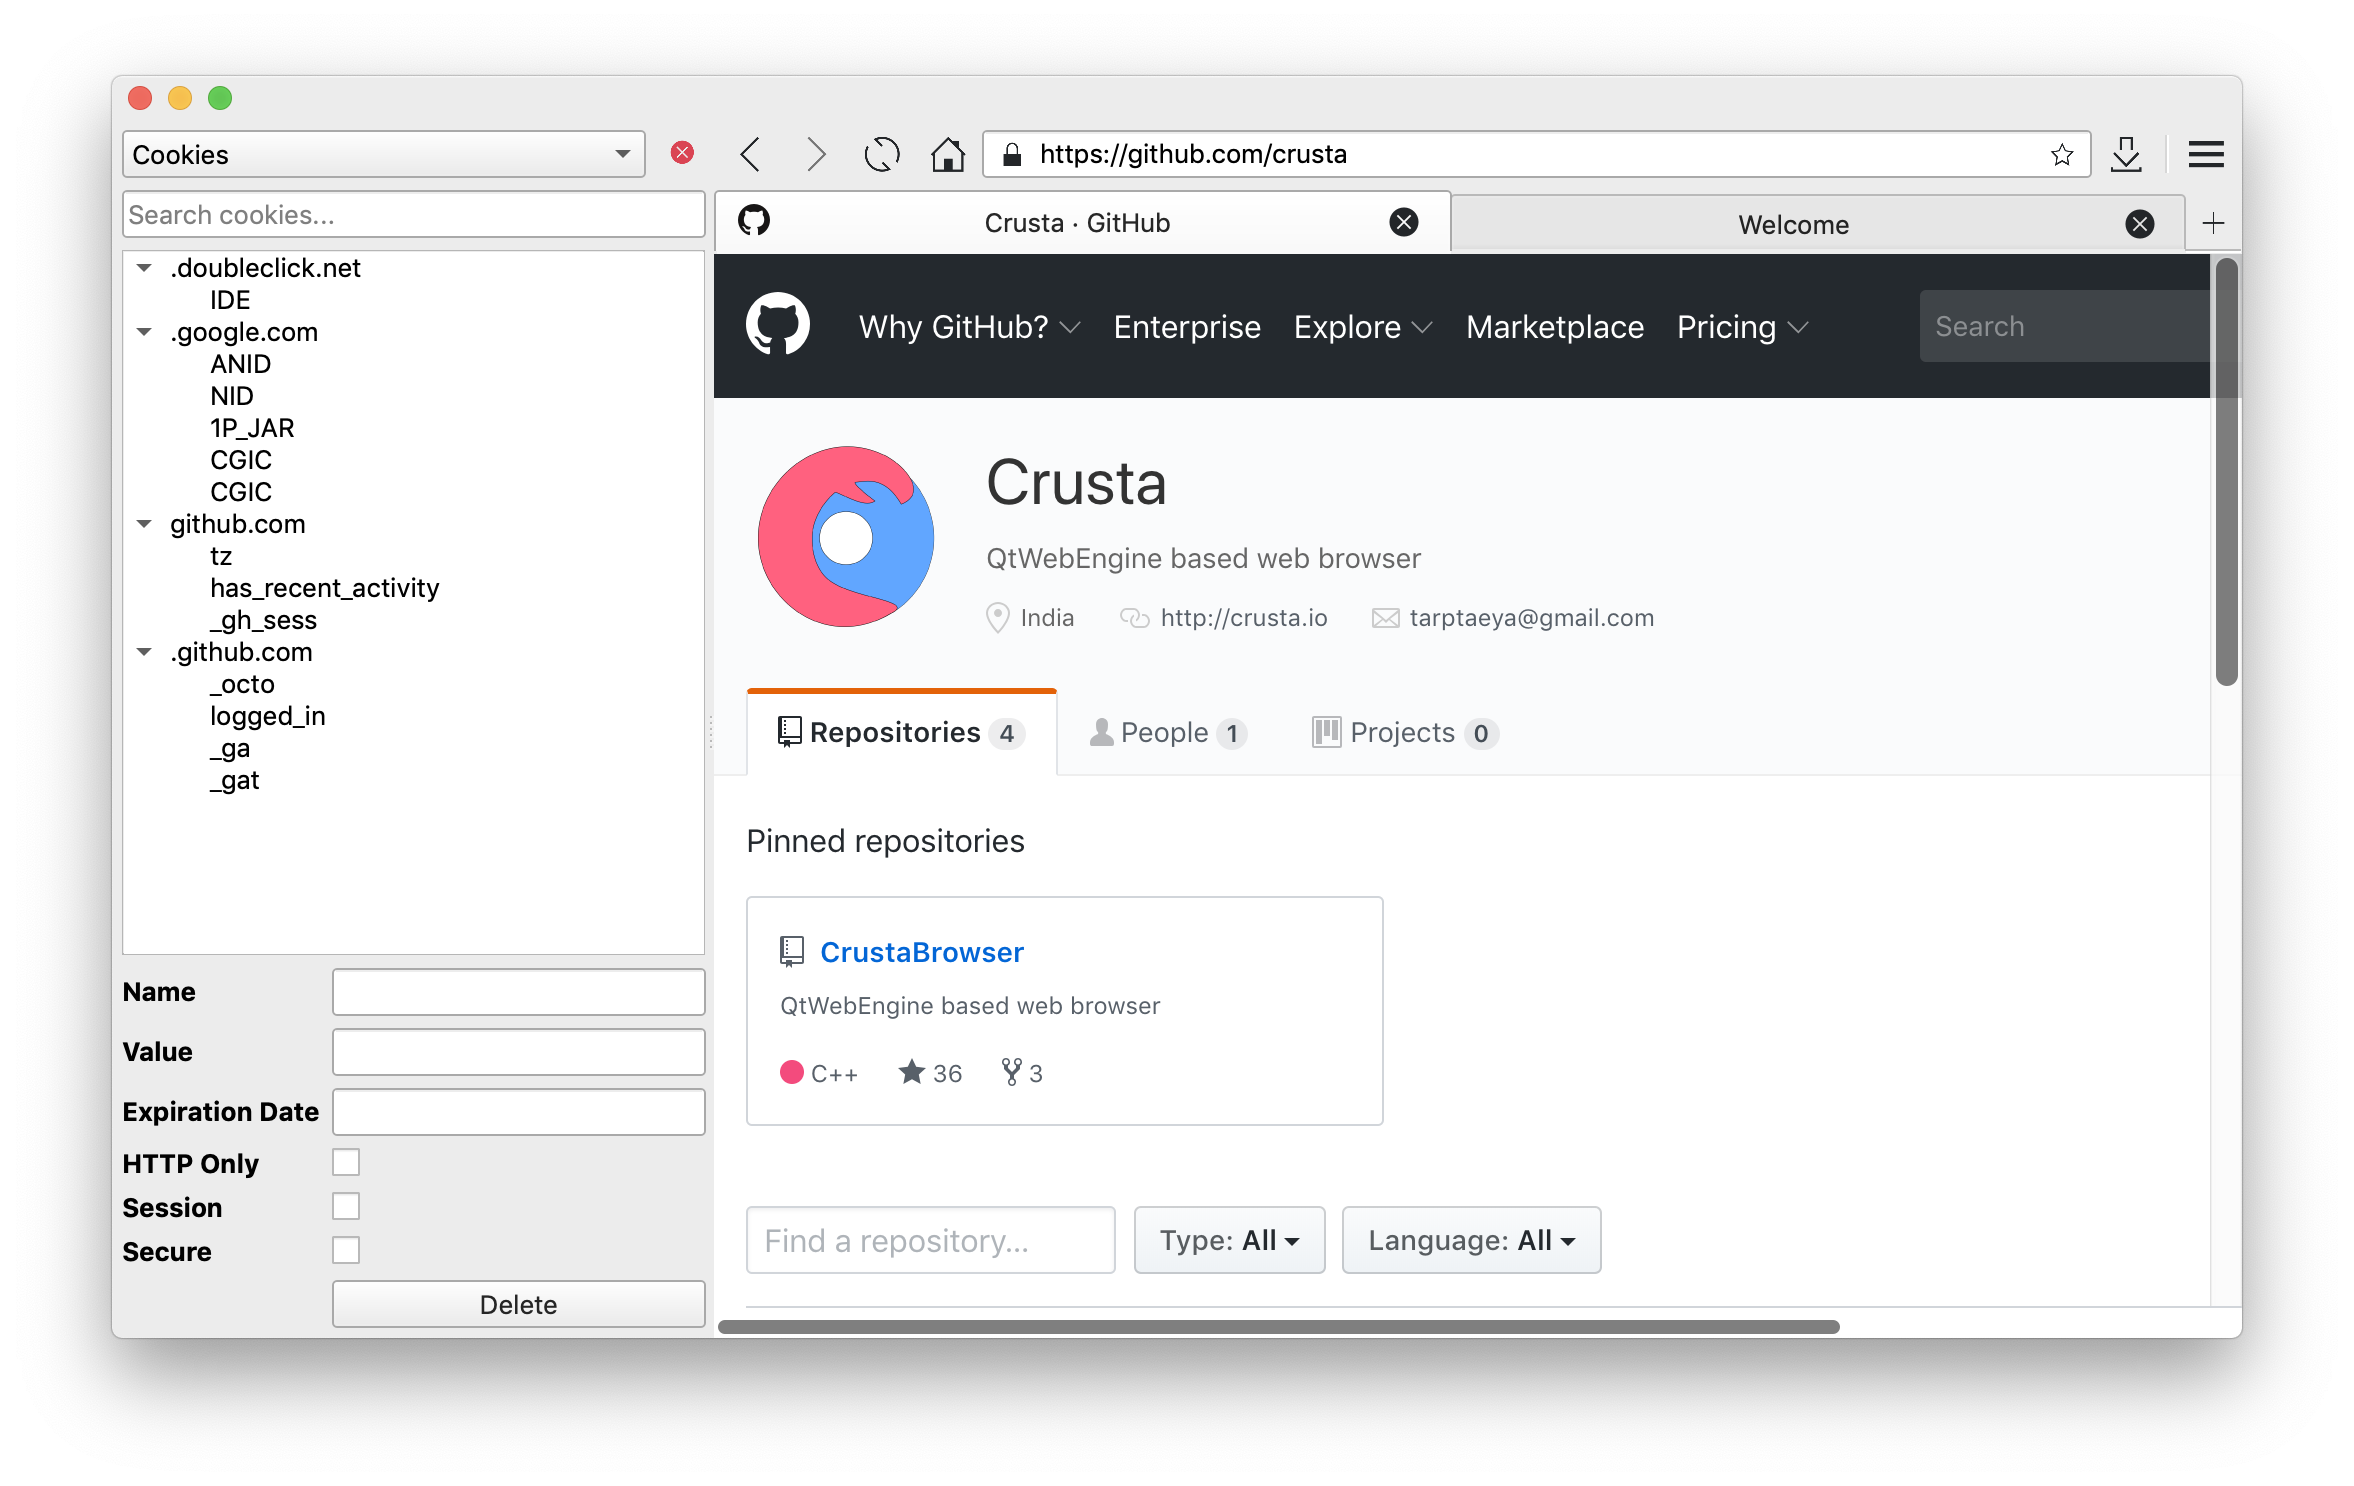 Cookies
https://github.com/crusta
Search cookies...
Crusta · GitHub
Welcome
.doubleclick.net
IDE
.google.com
ANID
NID
1P_JAR
CGIC
CGIC
github.com
tz
has_recent_activity
_gh_sess
.github.com
_octo
logged_in
_ga
_gat
Name
Value
Expiration Date
HTTP Only
Session
Secure
Delete
Why GitHub? Enterprise Explore Marketplace Pricing Search
Crusta
QtWebEngine based web browser
India http://crusta.io tarptaeya@gmail.com
Repositories 4 People 1 Projects 0
Pinned repositories
CrustaBrowser
QtWebEngine based web browser
C++ 36 3
Find a repository... Type: All Language: All